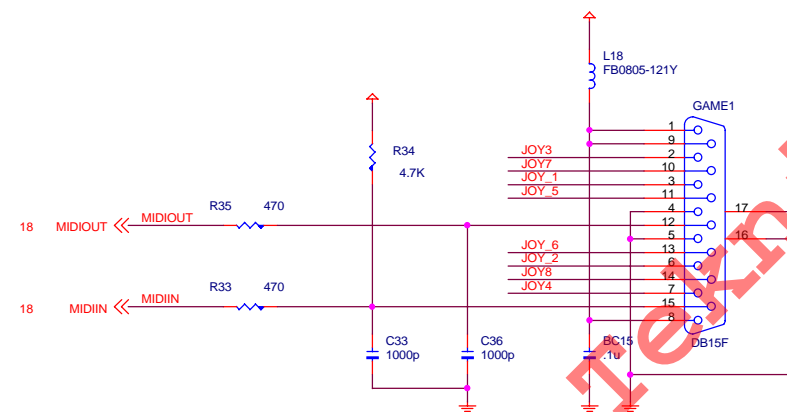 L18
FB0805-121Y
GAME1
R34
4.7K
1
9
JOY3
2
JOY7
10
JOY_1
3
JOY_5
11
4
17
R35 470
18 MIDIOUT MIDIOUT
12
5
16
JOY_6
13
JOY_2
6
JOY8
14
JOY4
7
R33 470
18 MIDIIN MIDIIN
15
8
C33
1000p
C36
1000p
BC15
.1u
DB15F
Tekn